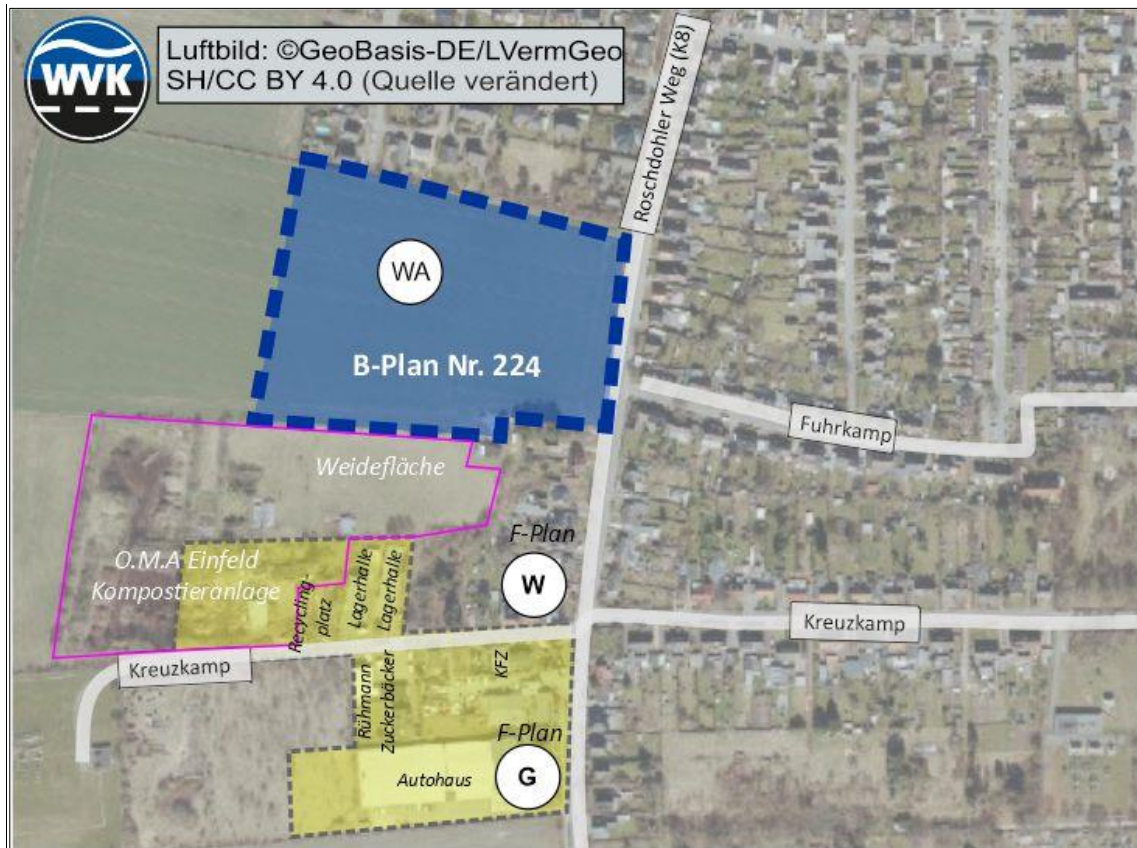 WVK
Luftbild: ©GeoBasis-DE/LVermGeo
SH/CC BY 4.0 (Quelle verändert)
Roschdohler Weg (K8)
WA
B-Plan Nr. 224
Fuhrkamp
Weidefläche
F-Plan
W
O.M.A Einfeld
Kompostieranlage
Recycling-
platz
Lagerhalle
Lagerhalle
Kreuzkamp
Kreuzkamp
Rühmann
Zuckerbäcker
KFZ
F-Plan
G
Autohaus